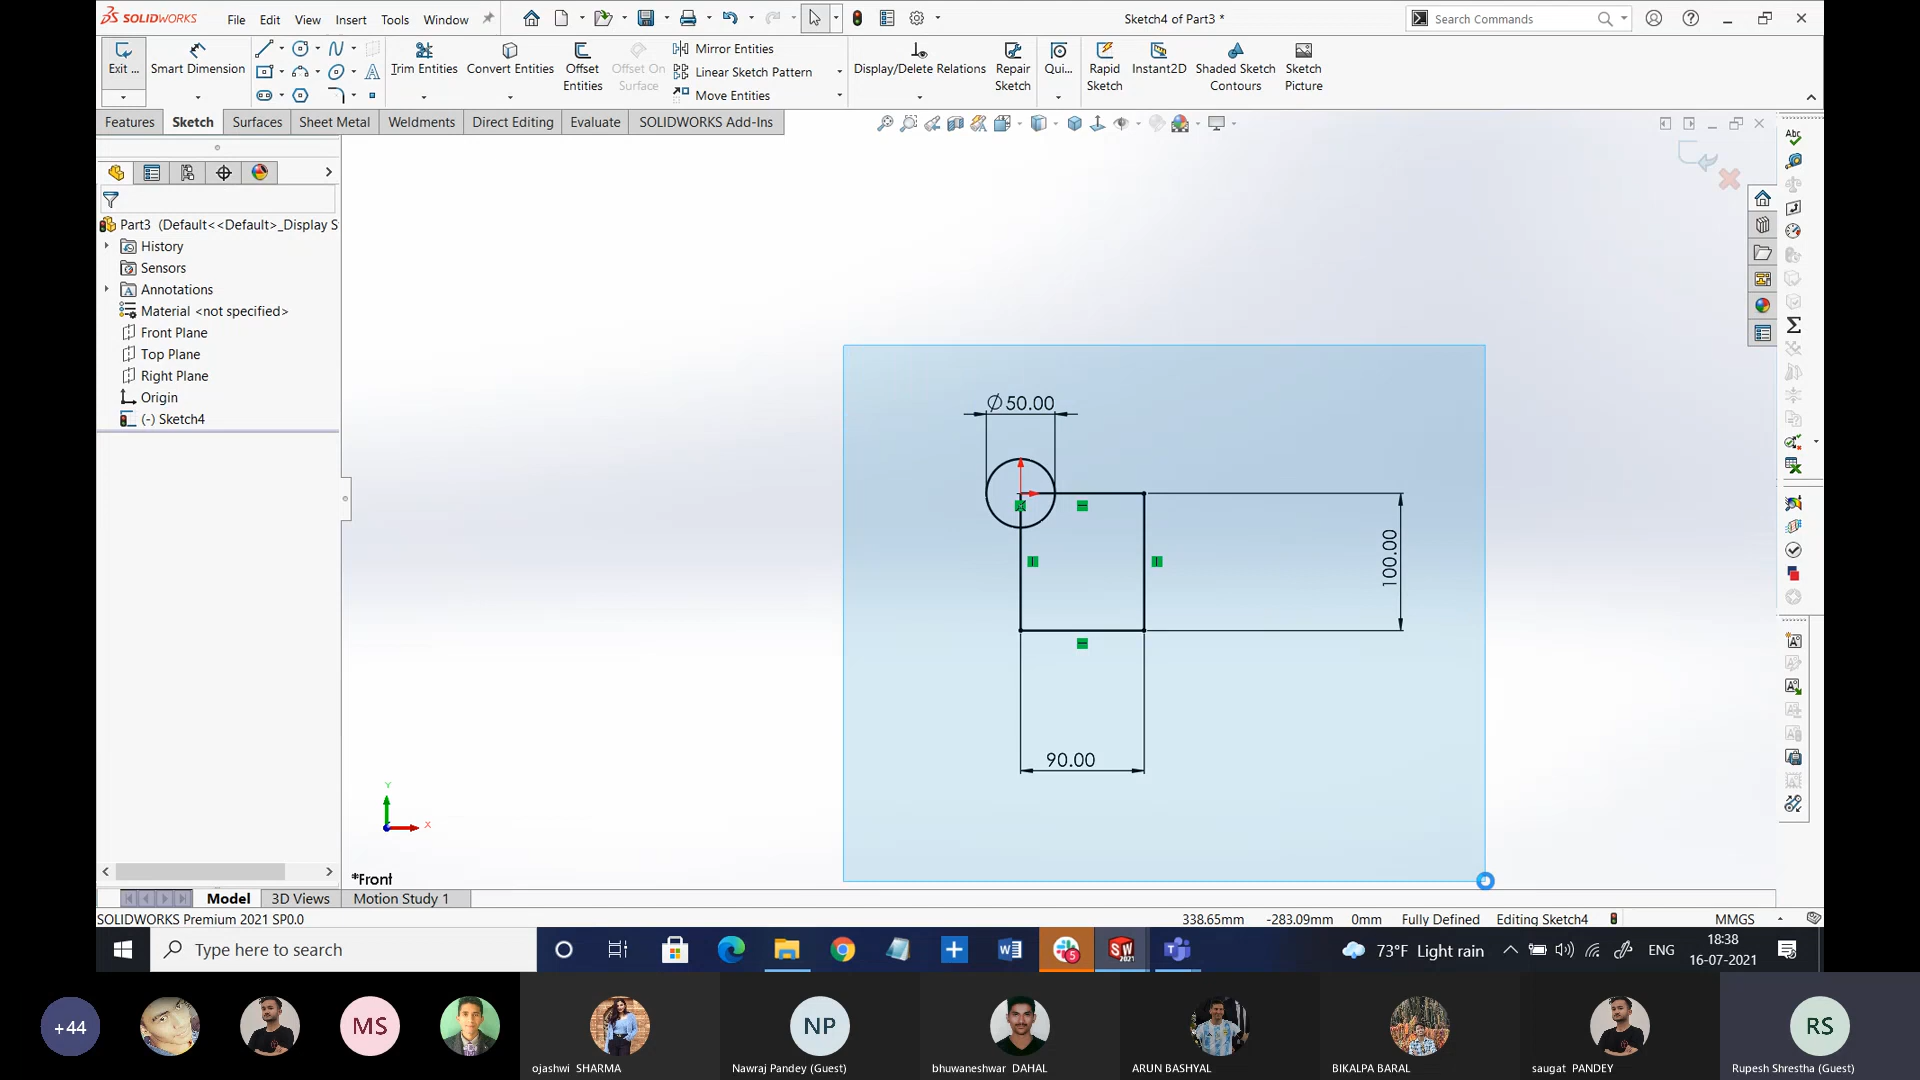 SOLIDWORKS
File Edit View Insert Tools Window
Sketch4 of Part3 *
Search Commands
Exit ...
Smart Dimension
Trim Entities
Convert Entities
Offset Entities
Offset On Surface
Mirror Entities
Linear Sketch Pattern
Move Entities
Display/Delete Relations
Repair Sketch
Qui...
Rapid Sketch
Instant2D
Shaded Sketch Contours
Sketch Picture
Features Sketch Surfaces Sheet Metal Weldments Direct Editing Evaluate SOLIDWORKS Add-Ins
Part3 (Default<<Default>_Display S
History
Sensors
Annotations
Material <not specified>
Front Plane
Top Plane
Right Plane
Origin
(-) Sketch4
Abc
∅50.00
100.00
90.00
Y
X
*Front
Model 3D Views Motion Study 1
SOLIDWORKS Premium 2021 SP0.0
338.65mm -283.09mm 0mm Fully Defined Editing Sketch4 MMGS
Type here to search
73°F Light rain
ENG
18:38
16-07-2021
+44
MS
NP
RS
ojashwi SHARMA
Nawraj Pandey (Guest)
bhuwaneshwar DAHAL
ARUN BASHYAL
BIKALPA BARAL
saugat PANDEY
Rupesh Shrestha (Guest)